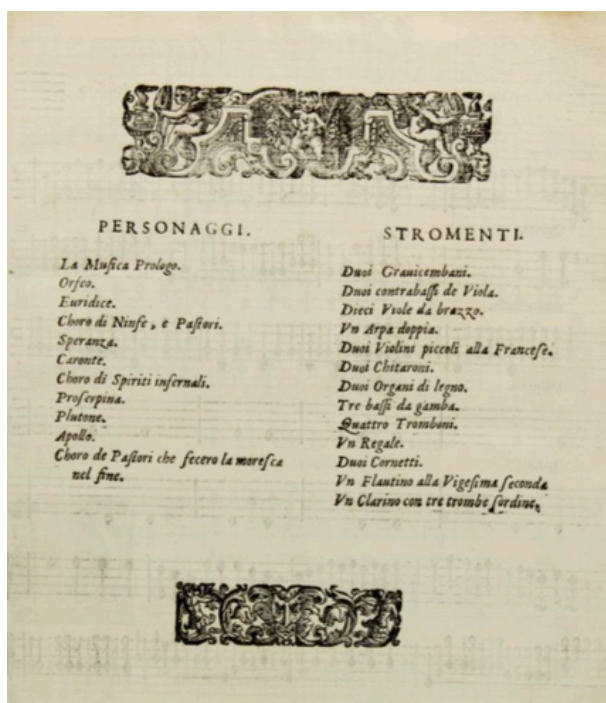 PERSONAGGI.
La Musica Prologo.
Orfeo.
Euridice.
Choro di Ninfe, e Pastori.
Speranza.
Caronte.
Choro di Spiriti infernali.
Proserpina.
Plutone.
Apollo.
Choro de Pastori che fecero la moresca
nel fine.
STROMENTI.
Duoi Grauicembani.
Duoi contrabassi de Viola.
Dieci Viole da brazzo.
Vn Arpa doppia.
Duoi Violini piccoli alla Francese.
Duoi Chitaroni.
Duoi Organi di legno.
Tre bassi da gamba.
Quattro Tromboni.
Vn Regale.
Duoi Cornetti.
Vn Flautino alla Vigesima seconda
Vn Clarino con tre trombe sordine.